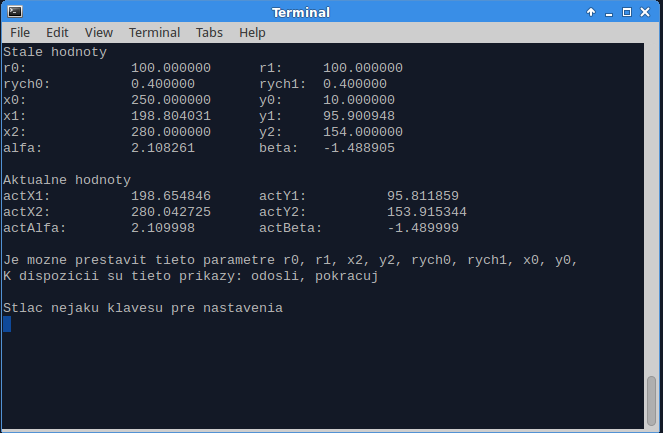 Terminal
File Edit View Terminal Tabs Help
Stale hodnoty
r0: 100.000000 r1: 100.000000
rych0: 0.400000 rych1: 0.400000
x0: 250.000000 y0: 10.000000
x1: 198.804031 y1: 95.900948
x2: 280.000000 y2: 154.000000
alfa: 2.108261 beta: -1.488905
Aktualne hodnoty
actX1: 198.654846 actY1: 95.811859
actX2: 280.042725 actY2: 153.915344
actAlfa: 2.109998 actBeta: -1.489999
Je mozne prestavit tieto parametre r0, r1, x2, y2, rych0, rych1, x0, y0,
K dispozicii su tieto prikazy: odosli, pokracuj
Stlac nejaku klavesu pre nastavenia